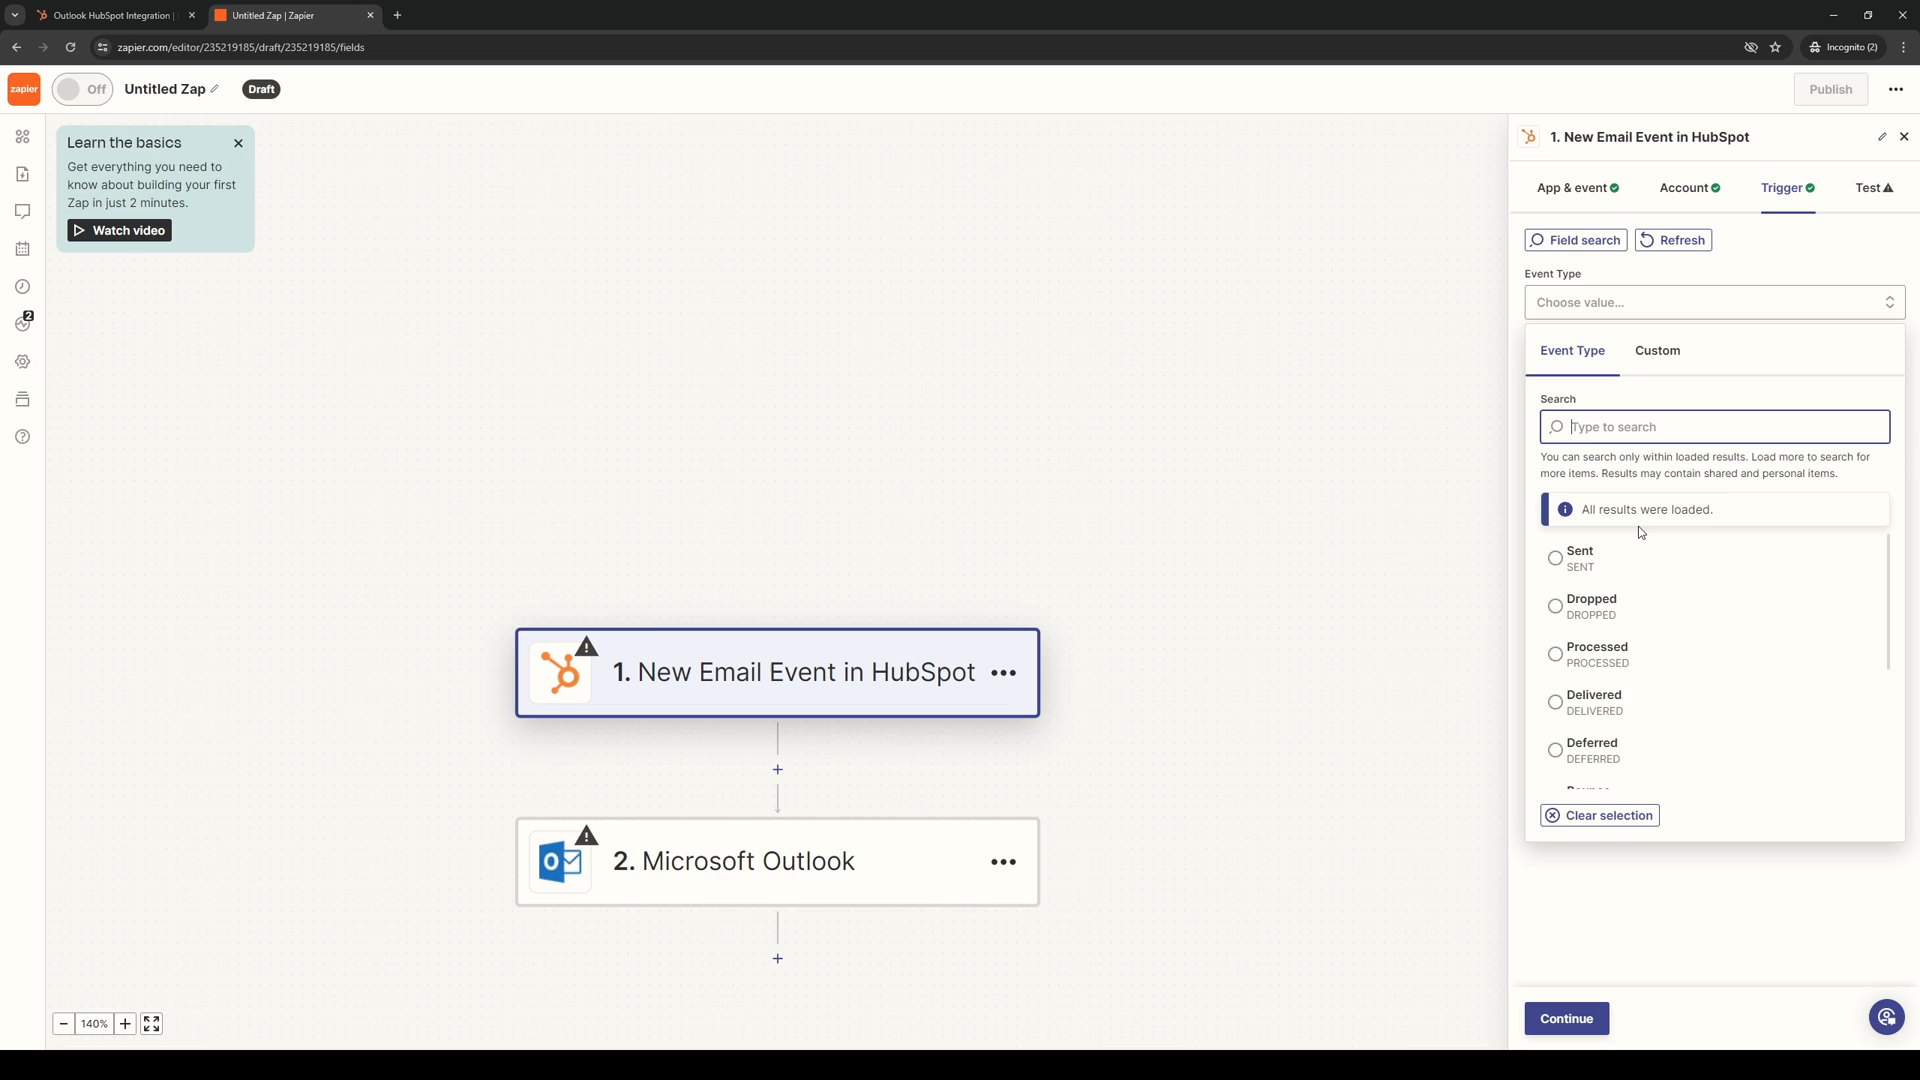 Outlook HubSpot Integration |
Untitled Zap | Zapier
zapier.com/editor/235219185/draft/235219185/fields
Incognito (2)
zapier
Off
Untitled Zap
Draft
Publish
Learn the basics
Get everything you need to
know about building your first
Zap in just 2 minutes.
Watch video
2
1. New Email Event in HubSpot
2. Microsoft Outlook
140%
1. New Email Event in HubSpot
App & event
Account
Trigger
Test
Field search
Refresh
Event Type
Choose value...
Event Type
Custom
Search
Type to search
You can search only within loaded results. Load more to search for
more items. Results may contain shared and personal items.
All results were loaded.
Sent
SENT
Dropped
DROPPED
Processed
PROCESSED
Delivered
DELIVERED
Deferred
DEFERRED
Clear selection
Continue